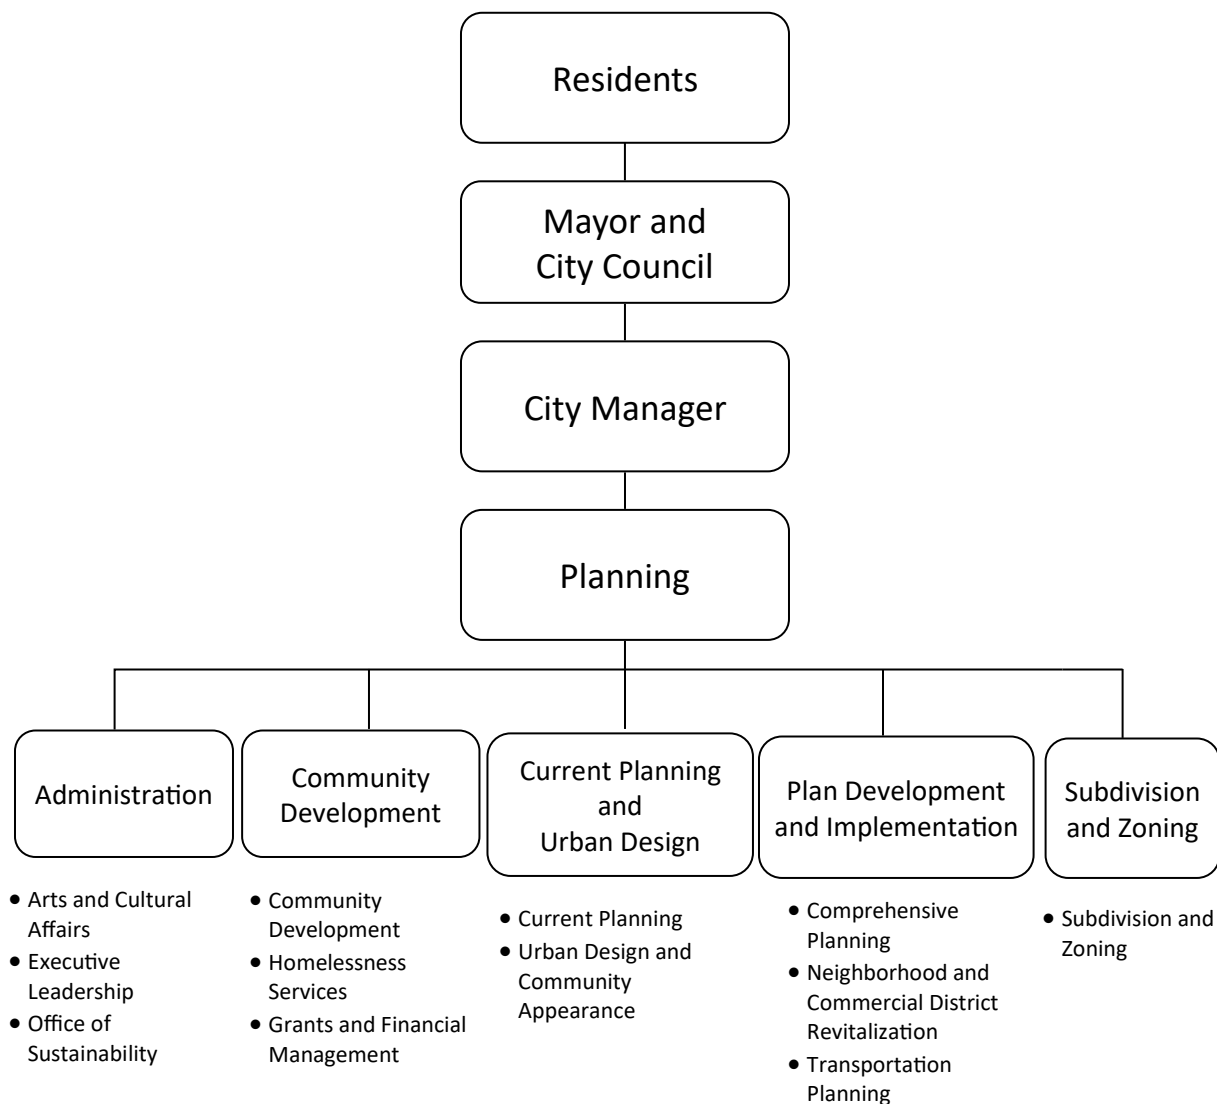 Residents
Mayor and
City Council
City Manager
Planning
Administration
Community
Development
Current Planning
and
Urban Design
Plan Development
and Implementation
Subdivision
and Zoning
• Arts and Cultural
Affairs
• Executive
Leadership
• Office of
Sustainability
• Community
Development
• Homelessness
Services
• Grants and Financial
Management
• Current Planning
• Urban Design and
Community
Appearance
• Comprehensive
Planning
• Neighborhood and
Commercial District
Revitalization
• Transportation
Planning
• Subdivision and
Zoning